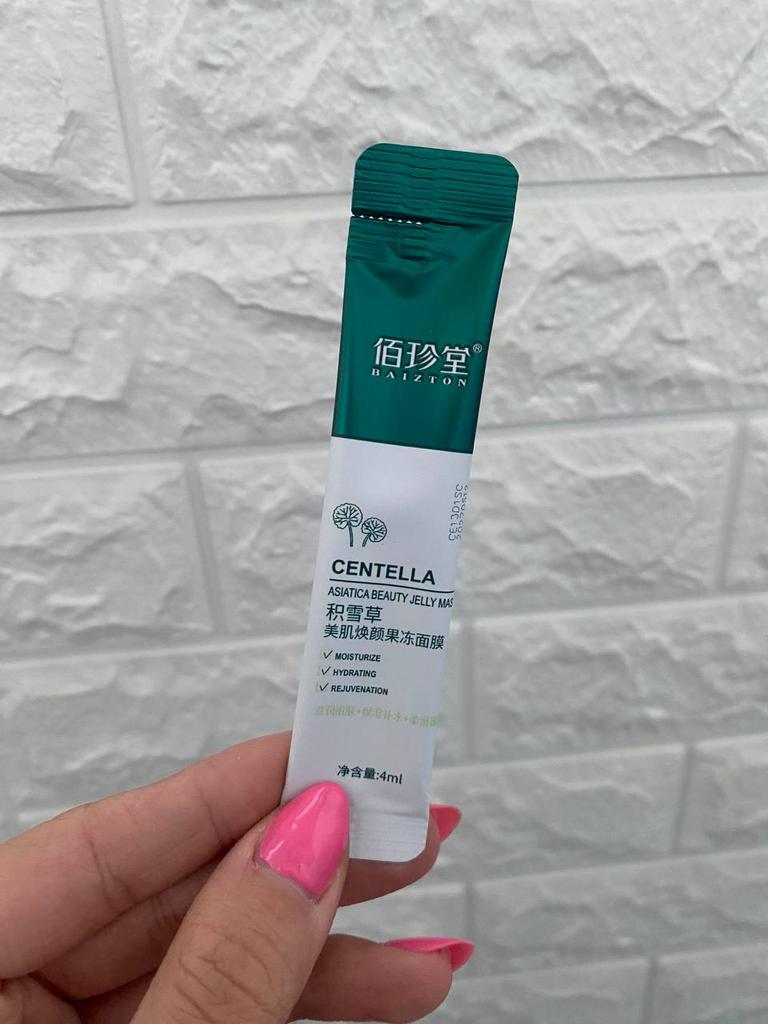 佰珍堂®
BAIZTON
CENTELLA
ASIATICA BEAUTY JELLY MAS
积雪草
美肌焕颜果冻面膜
MOISTURIZE
HYDRATING
REJUVENATION
净含量:4ml